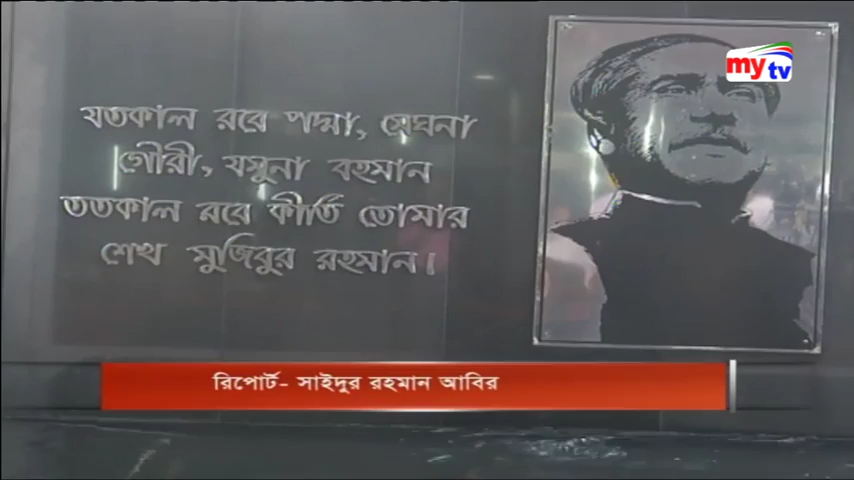 my tv
যতকাল রবে পদ্মা, মেঘনা
গৌরী, যমুনা বহমান
ততকাল রবে কীর্তি তোমার
শেখ মুজিবুর রহমান।
রিপোর্ট- সাইদুর রহমান আবির